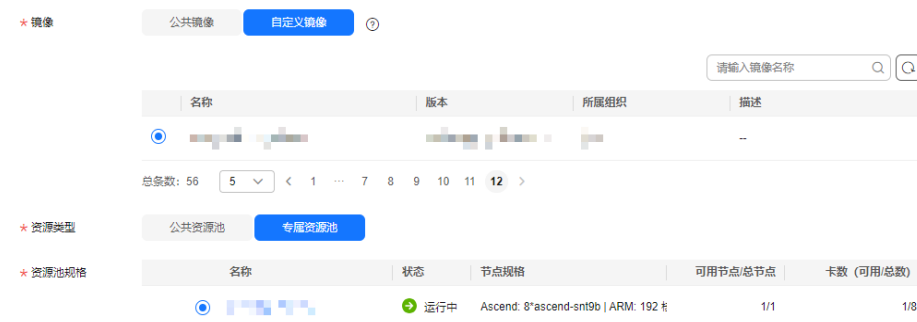 * 镜像 公共镜像 自定义镜像 ?
请输入镜像名称
名称 版本 所属组织 描述
--
总条数: 56 5 < 1 ... 7 8 9 10 11 12 >
* 资源类型 公共资源池 专属资源池
* 资源池规格 名称 状态 节点规格 可用节点/总节点 卡数（可用/总数）
运行中 Ascend: 8*ascend-snt9b | ARM: 192 1/1 1/8